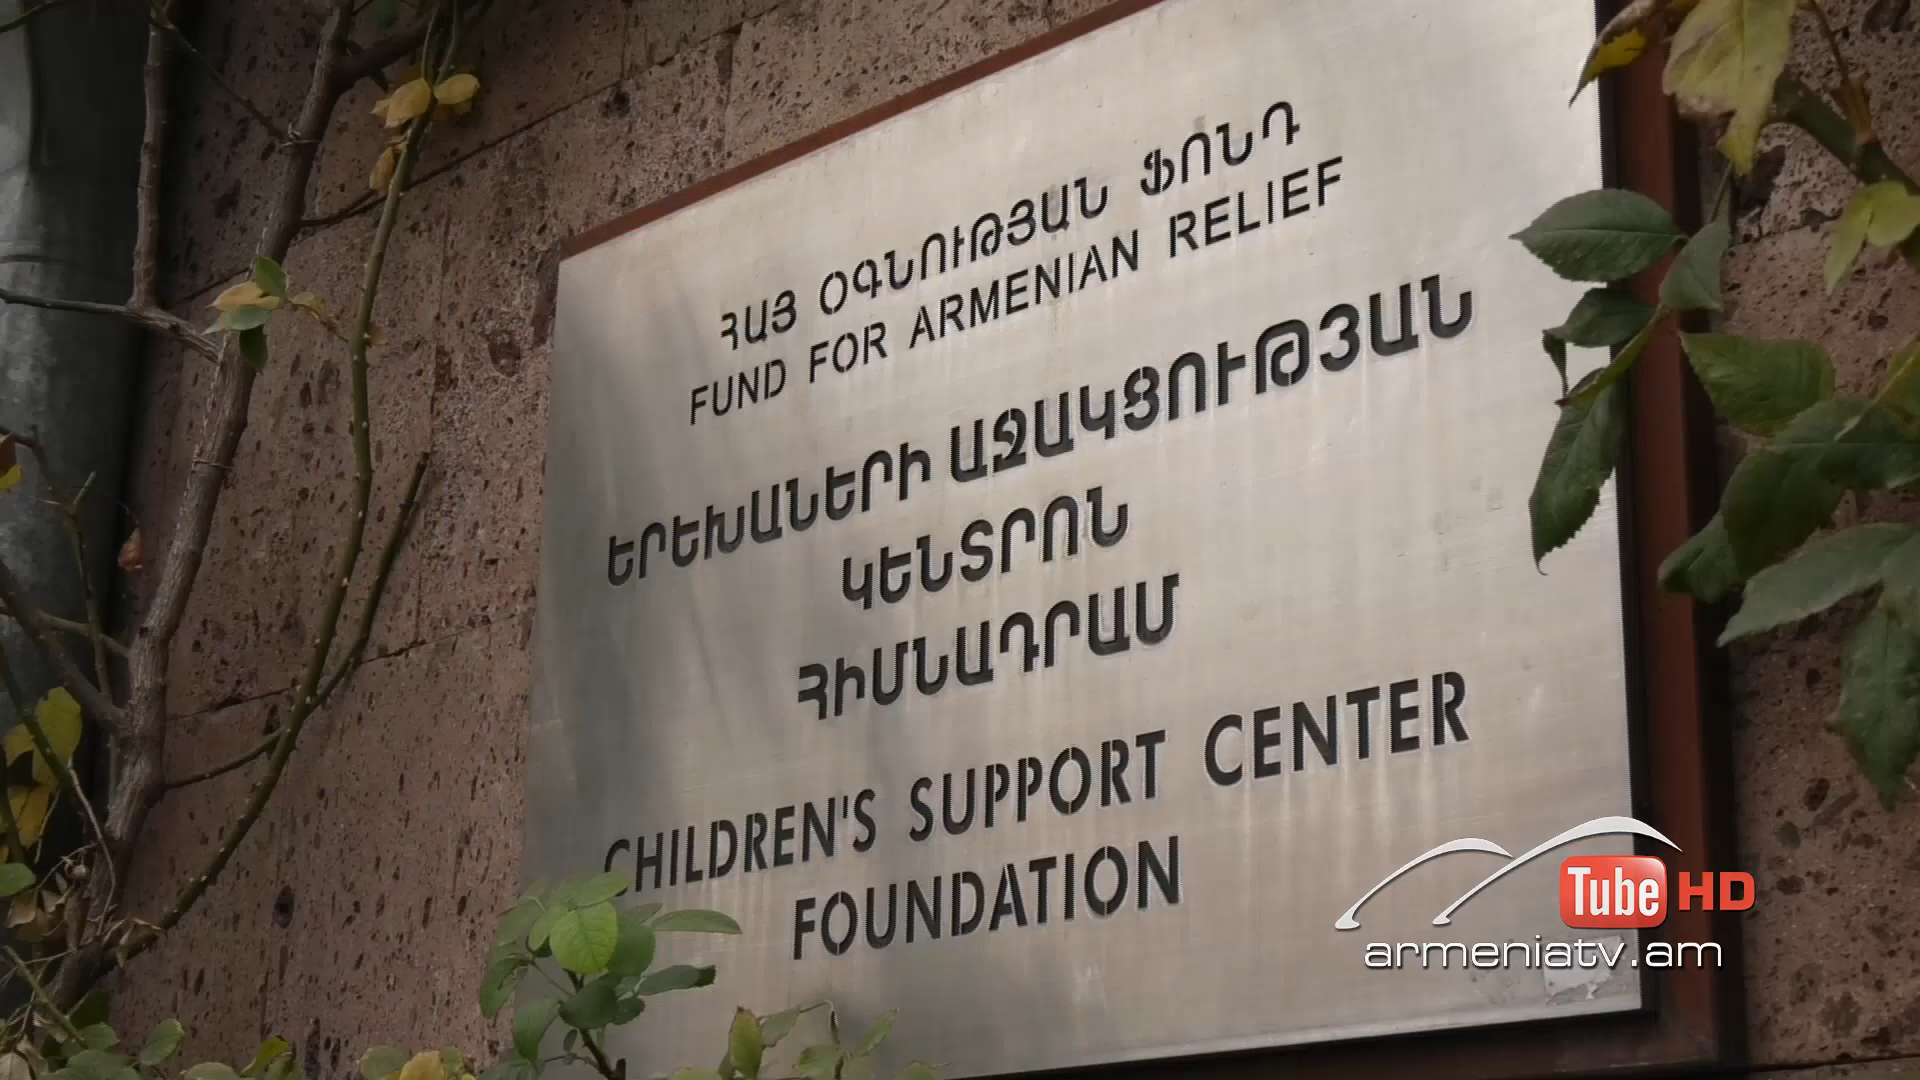 ՀԱՅ ՕԳՆՈՒԹՅԱՆ ՖՈՆԴ
FUND FOR ARMENIAN RELIEF
ԵՐԵԽԱՆԵՐԻ ԱՋԱԿՑՈՒԹՅԱՆ
ԿԵՆՏՐՈՆ
ՀԻՄՆԱԴՐԱՄ
CHILDREN'S SUPPORT CENTER
FOUNDATION
Tube HD
armeniatv.am